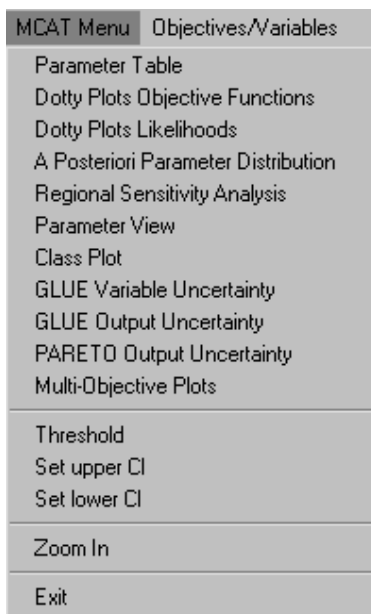 MCAT Menu Objectives/Variables
Parameter Table
Dotty Plots Objective Functions
Dotty Plots Likelihoods
A Posteriori Parameter Distribution
Regional Sensitivity Analysis
Parameter View
Class Plot
GLUE Variable Uncertainty
GLUE Output Uncertainty
PARETO Output Uncertainty
Multi-Objective Plots
Threshold
Set upper CI
Set lower CI
Zoom In
Exit